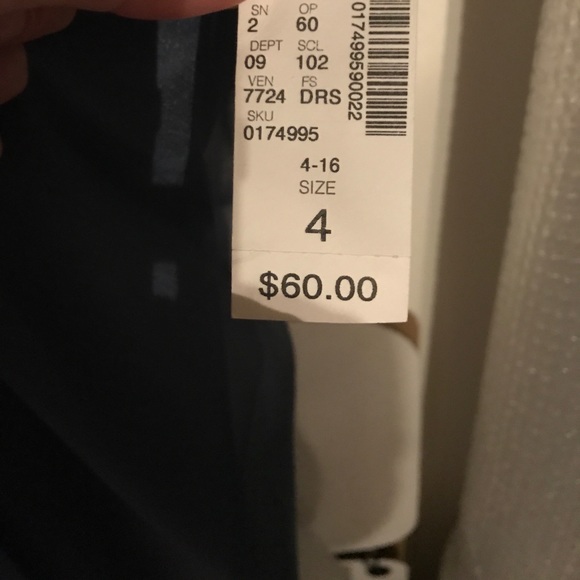 SN OP
2 60
DEPT SCL
09 102
VEN FS
7724 DRS
SKU
0174995
017499590022
4-16
SIZE
4
$60.00